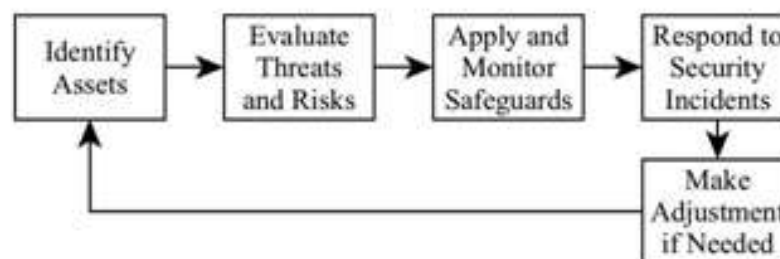 Identify
Assets
Evaluate
Threats
and Risks
Apply and
Monitor
Safeguards
Respond to
Security
Incidents
Make
Adjustment
if Needed